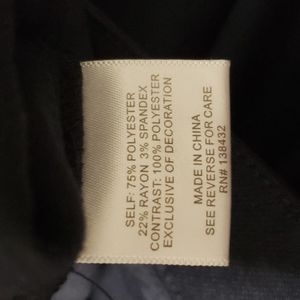 SELF: 75% POLYESTER
22% RAYON 3% SPANDEX
CONTRAST: 100% POLYESTER
EXCLUSIVE OF DECORATION
MADE IN CHINA
SEE REVERSE FOR CARE
RN# 138432